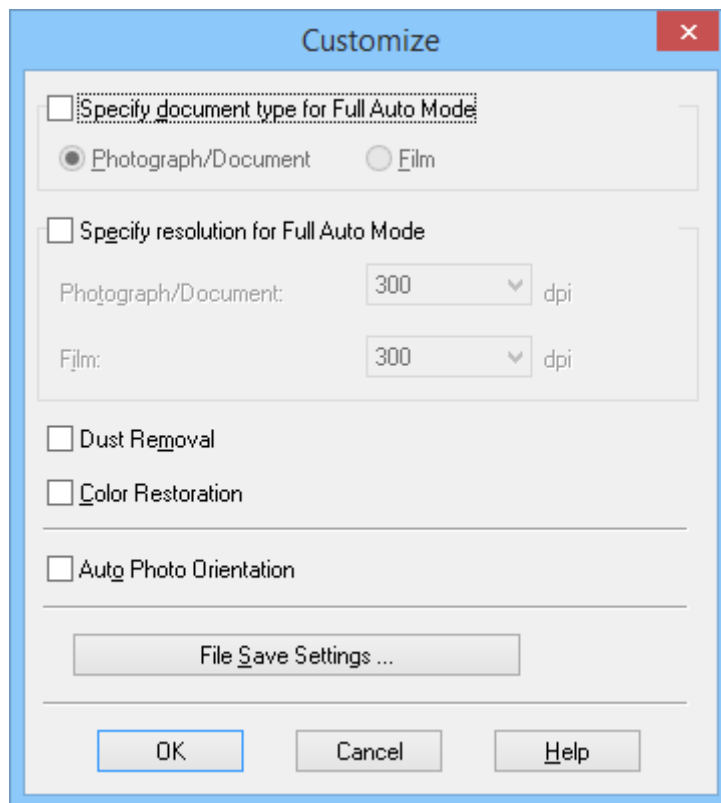 Customize
Specify document type for Full Auto Mode
Photograph/Document Film
Specify resolution for Full Auto Mode
Photograph/Document: 300 dpi
Film: 300 dpi
Dust Removal
Color Restoration
Auto Photo Orientation
File Save Settings ...
OK Cancel Help